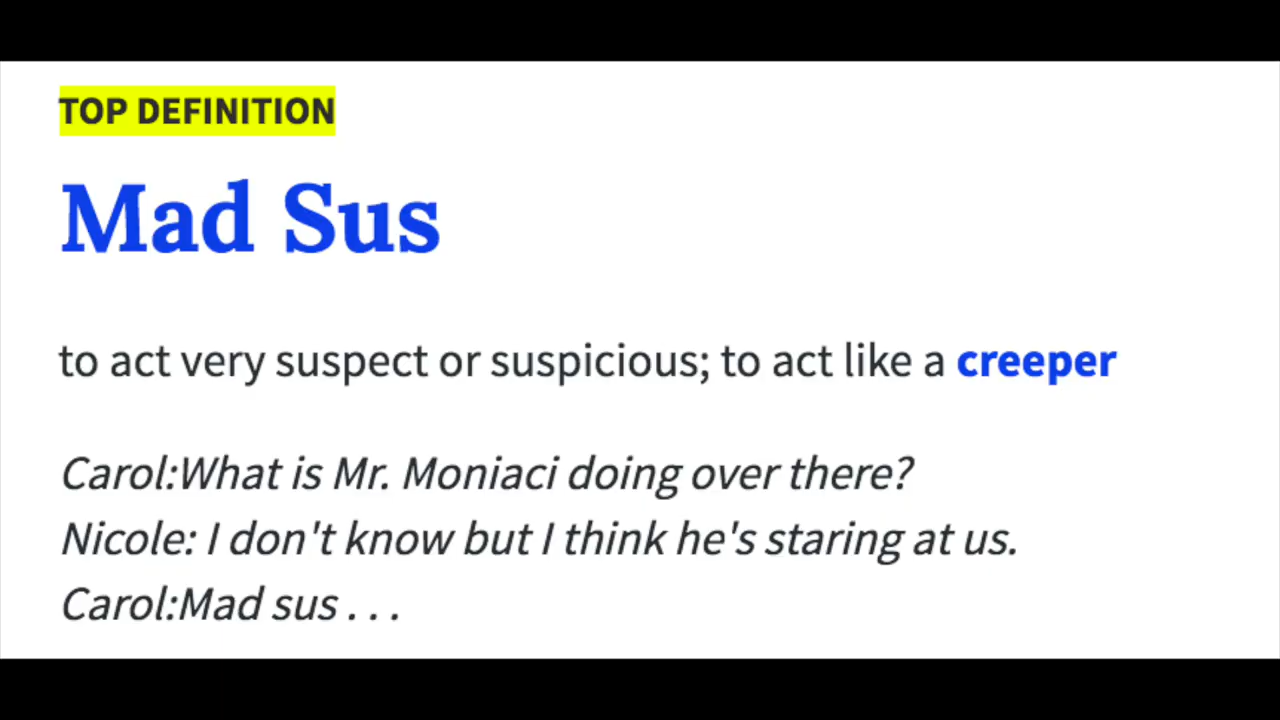 TOP DEFINITION
Mad Sus
to act very suspect or suspicious; to act like a creeper
Carol:What is Mr. Moniaci doing over there?
Nicole: I don't know but I think he's staring at us.
Carol:Mad sus . . .